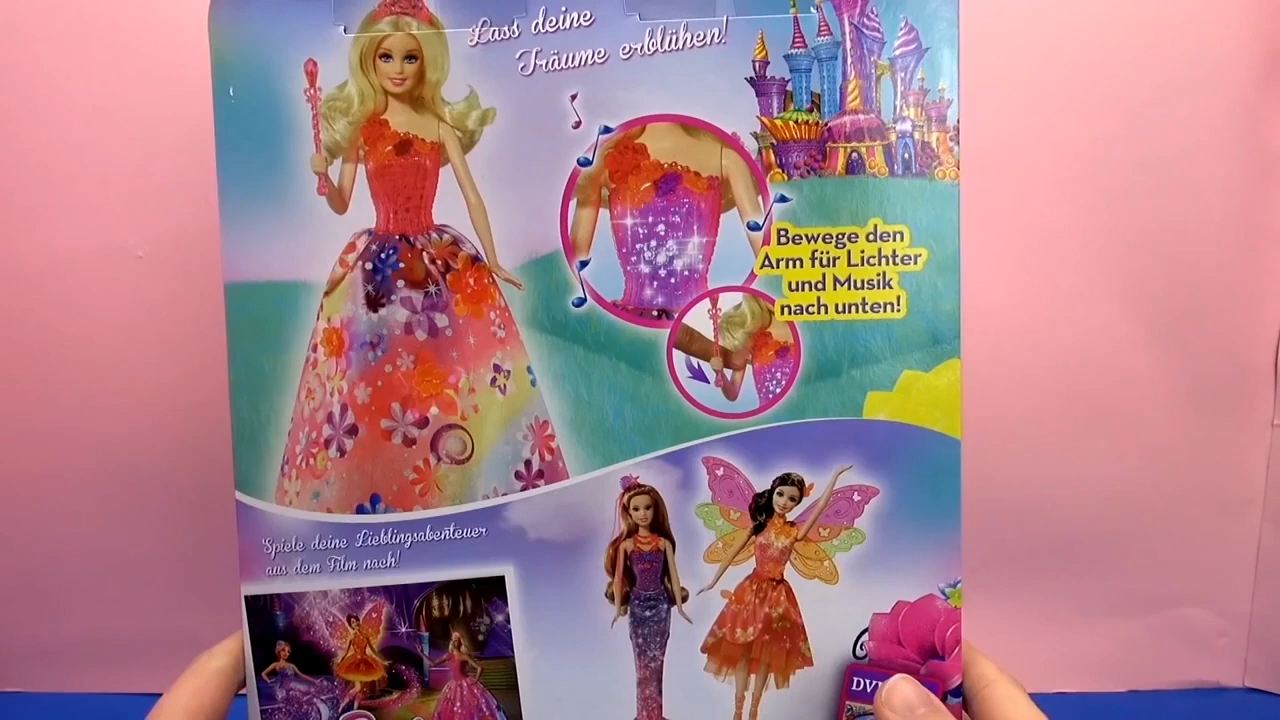 Lass deine
Träume erblühen!
Bewege den
Arm für Lichter
und Musik
nach unten!
Spiele deine Lieblingsabenteuer
aus dem Film nach!